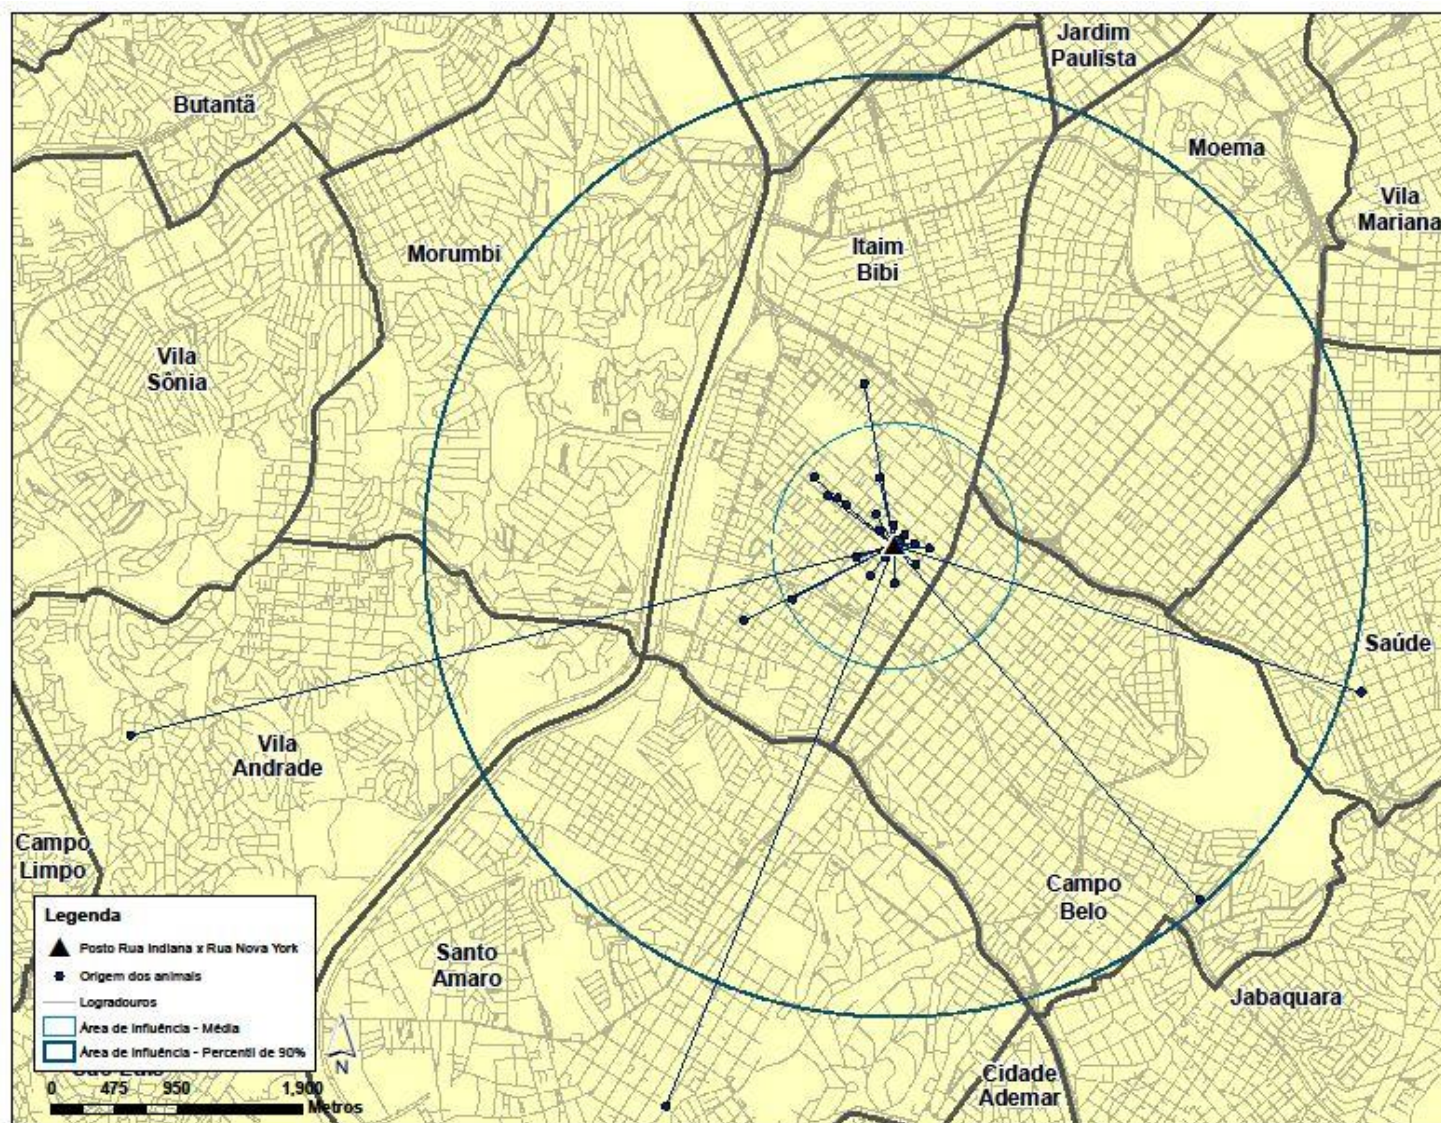 Jardim
Paulista
Butantã
Moema
Vila
Mariana
Itaim
Bibi
Morumbi
Vila
Sônia
Saúde
Vila
Andrade
Campo
Limpo
Campo
Belo
Santo
Amaro
Jabaquara
Cidade
Ademar
Legenda
Posto Rua Indiana x Rua Nova York
Origem dos animais
Logradouros
Área de Influência - Média
Área de Influência - Percentil de 90%
N
0 475 950 1,900
Metros